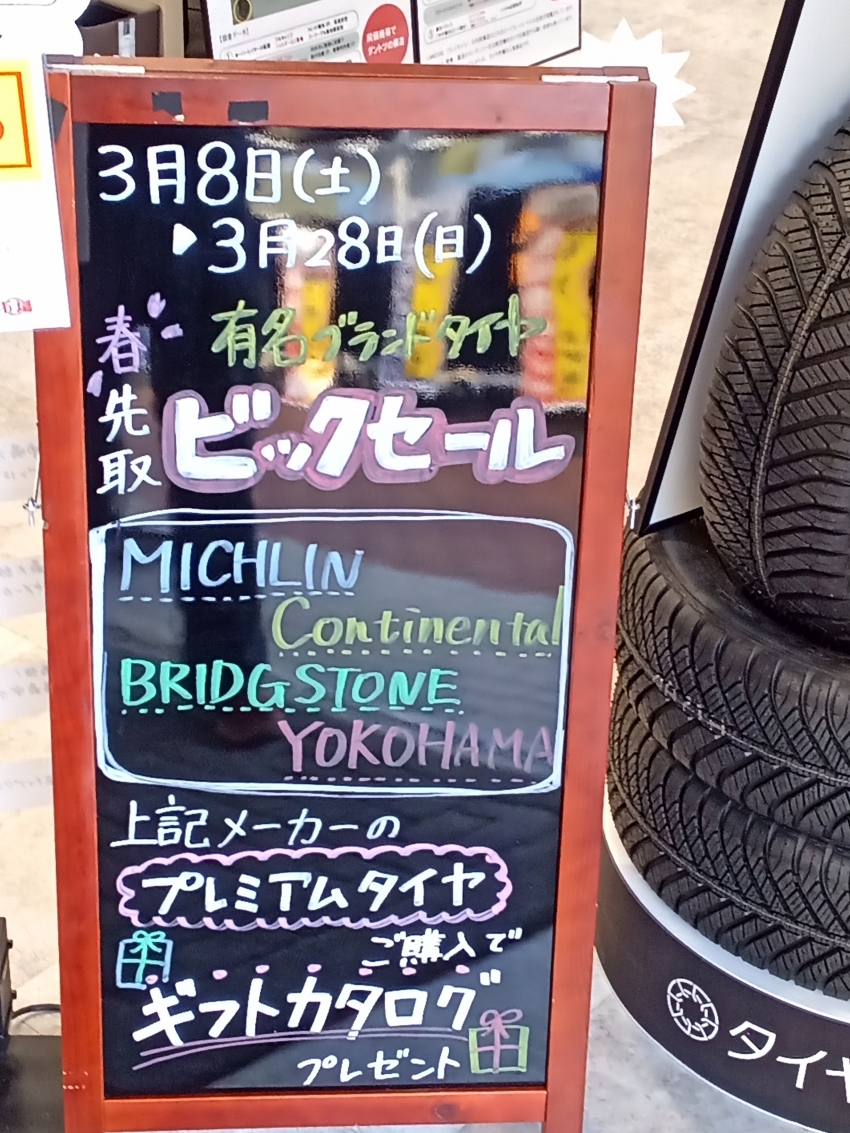 3月8日(土)
▶3月28日(日)
春先取
有名ブランドタイヤ
ビックセール
MICHLIN
Continental
BRIDGSTONE
YOKOHAMA
上記メーカーの
プレミアムタイヤ
ご購入で
ギフトカタログ
プレゼント
タイヤ